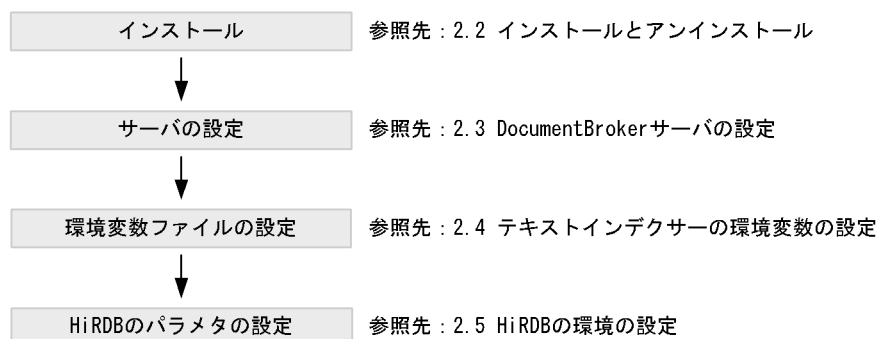 インストール 参照先：2.2 インストールとアンインストール
サーバの設定 参照先：2.3 DocumentBrokerサーバの設定
環境変数ファイルの設定 参照先：2.4 テキストインデクサーの環境変数の設定
HiRDBのパラメタの設定 参照先：2.5 HiRDBの環境の設定